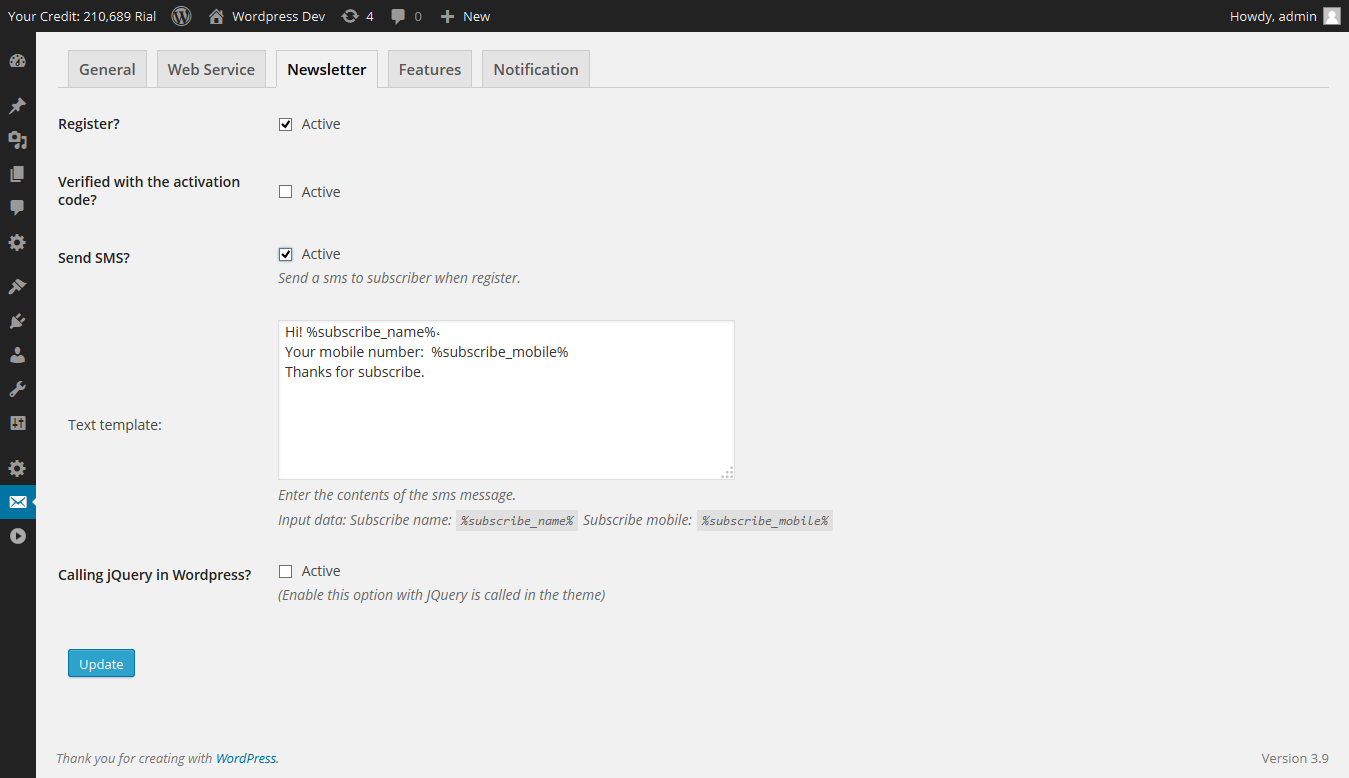 Your Credit: 210,689 Rial Wordpress Dev 4 0 New Howdy, admin
General Web Service Newsletter Features Notification
Register? Active
Verified with the activation
code? Active
Send SMS? Active
Send a sms to subscriber when register.
Hi! %subscribe_name%،
Your mobile number:  %subscribe_mobile%
Thanks for subscribe.
Text template:
Enter the contents of the sms message.
Input data: Subscribe name: %subscribe_name% Subscribe mobile: %subscribe_mobile%
Calling jQuery in Wordpress? Active
(Enable this option with JQuery is called in the theme)
Update
Thank you for creating with WordPress. Version 3.9